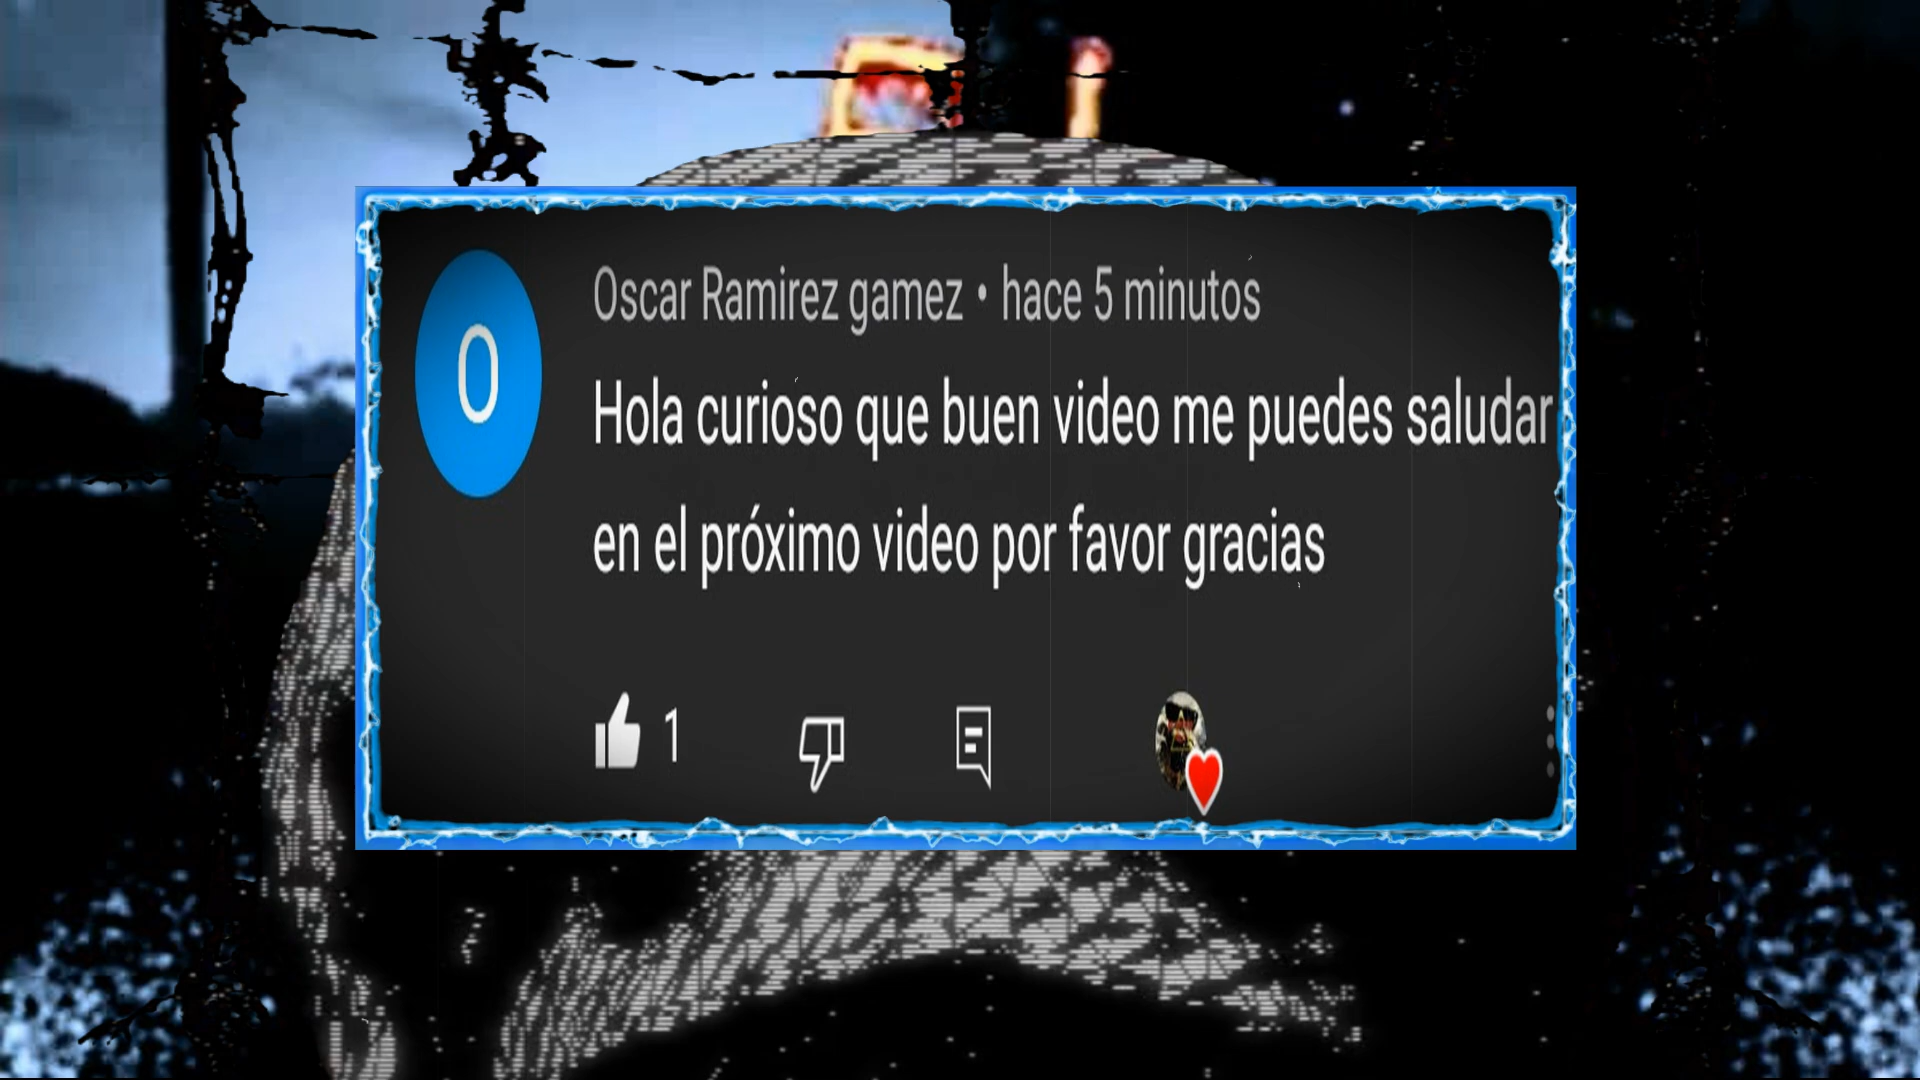 O
Oscar Ramirez gamez • hace 5 minutos
Hola curioso que buen video me puedes saludar
en el próximo video por favor gracias
1